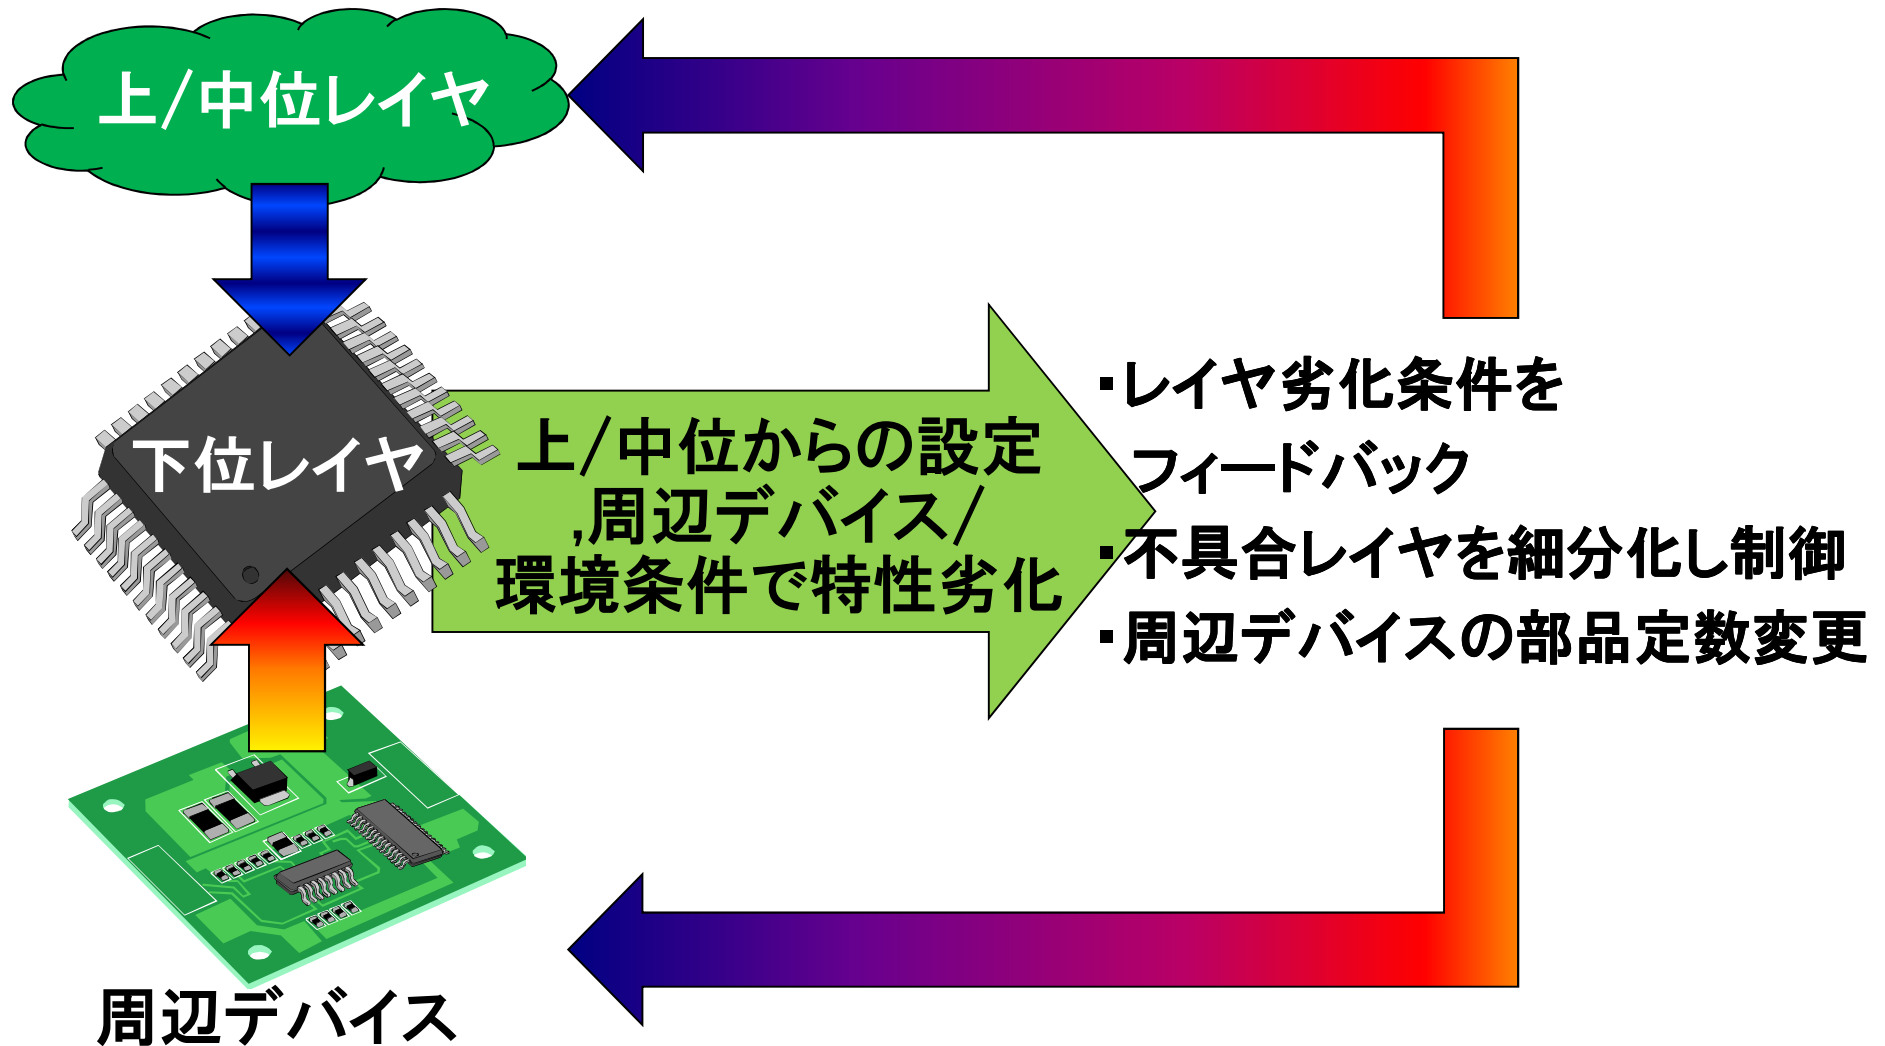 上/中位レイヤ
下位レイヤ
上/中位からの設定
,周辺デバイス/
環境条件で特性劣化
・レイヤ劣化条件を
フィードバック
・不具合レイヤを細分化し制御
・周辺デバイスの部品定数変更
周辺デバイス